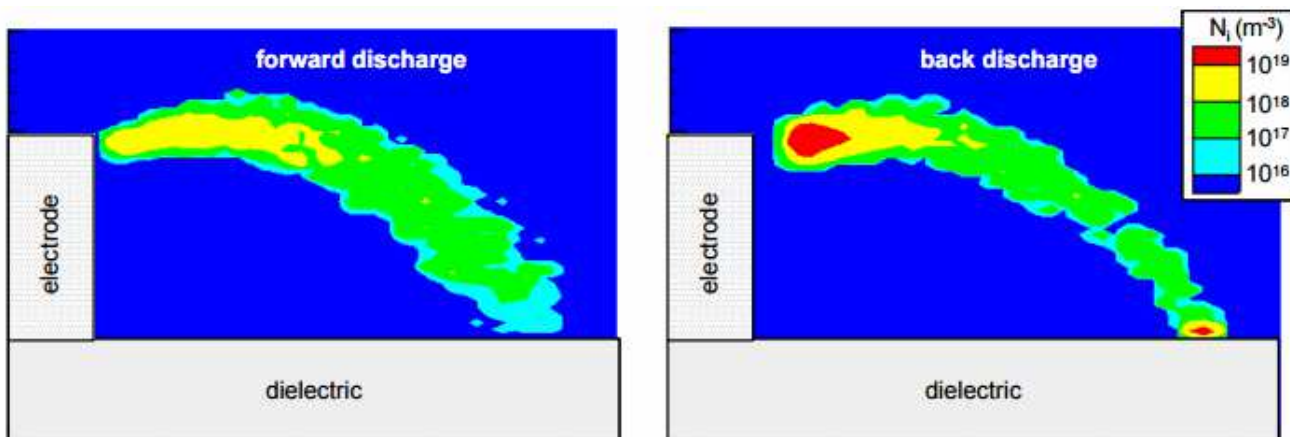 forward discharge
electrode
dielectric
back discharge
electrode
dielectric
Nᵢ (m⁻³)
10¹⁹
10¹⁸
10¹⁷
10¹⁶